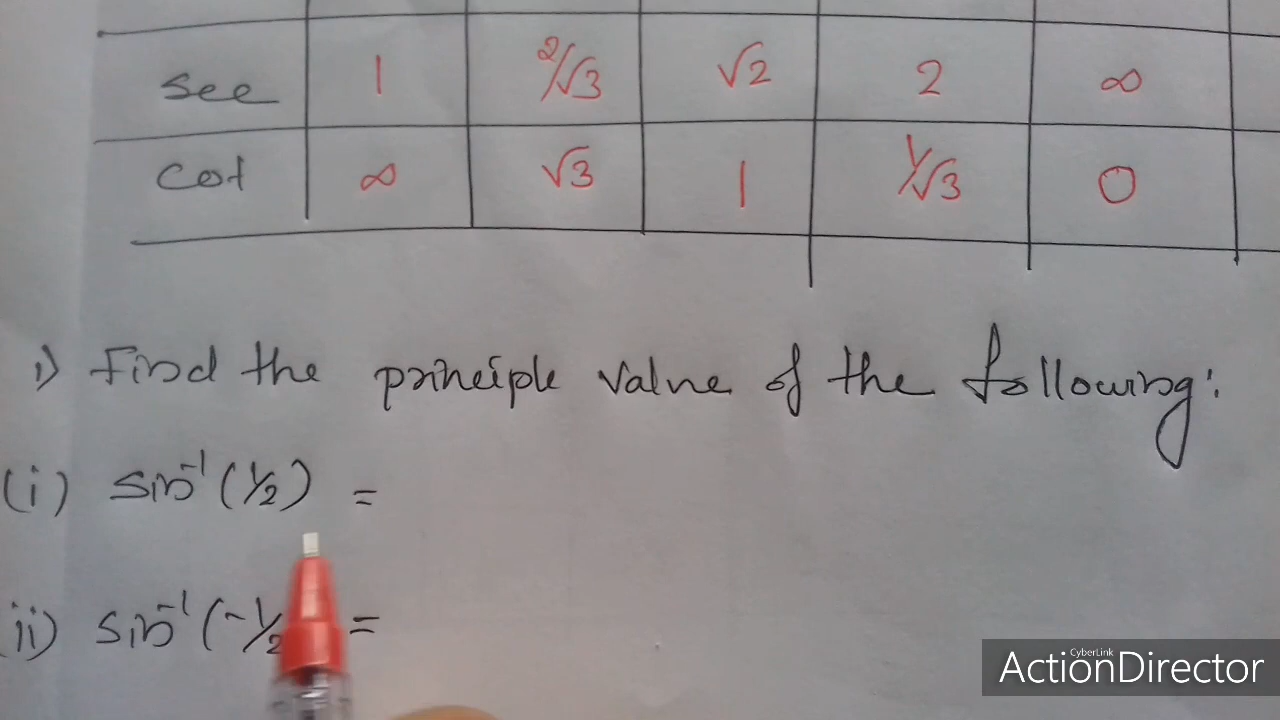 sec 1 2/√3 √2 2 ∞
cot ∞ √3 1 1/√3 0
1) Find the principle value of the following:
(i) sin⁻¹(1/2) =
ii) sin⁻¹(-1/2 =
CyberLink
ActionDirector